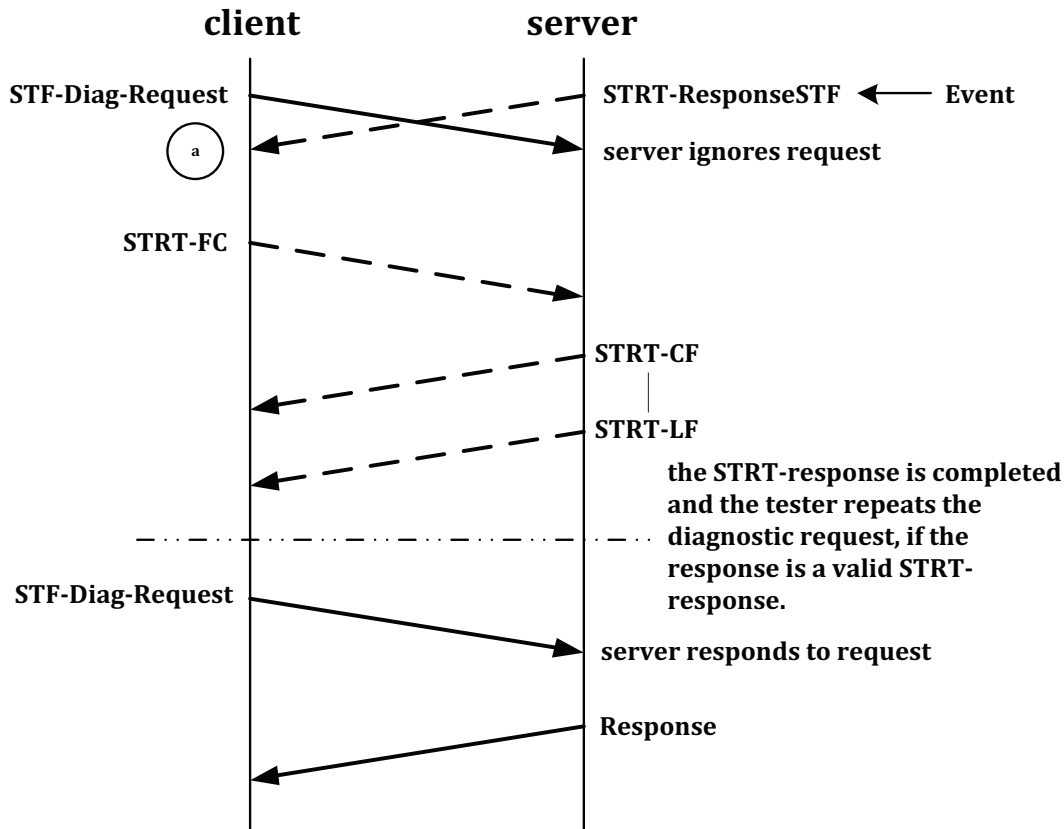 client
server
STF-Diag-Request
STRT-ResponseSTF
Event
a
server ignores request
STRT-FC
STRT-CF
STRT-LF
the STRT-response is completed
and the tester repeats the
diagnostic request, if the
response is a valid STRT-
response.
STF-Diag-Request
server responds to request
Response